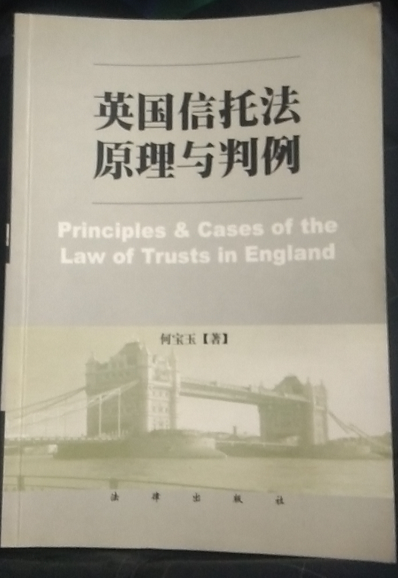 英国信托法
原理与判例
Principles & Cases of the
Law of Trusts in England
何宝玉【著】
法律出版社